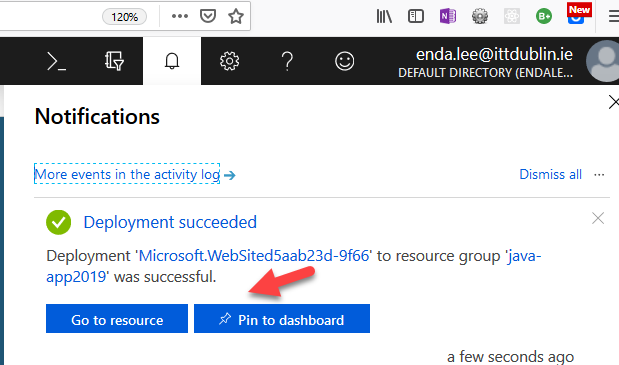 120%
New
N
B+
enda.lee@ittdublin.ie
DEFAULT DIRECTORY (ENDALE...
Notifications
More events in the activity log
Dismiss all
Deployment succeeded
Deployment 'Microsoft.WebSited5aab23d-9f66' to resource group 'java-
app2019' was successful.
Go to resource
Pin to dashboard
a few seconds ago